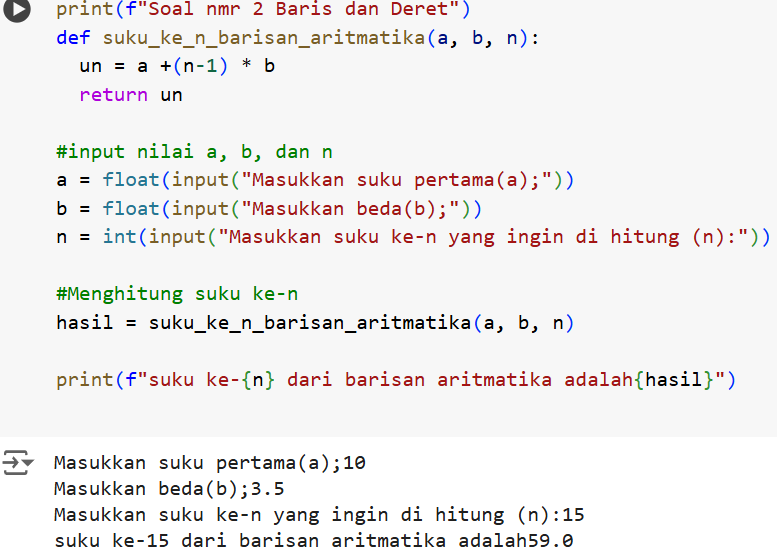 print(f"Soal nmr 2 Baris dan Deret")
def suku_ke_n_barisan_aritmatika(a, b, n):
  un = a +(n-1) * b
  return un
#input nilai a, b, dan n
a = float(input("Masukkan suku pertama(a);"))
b = float(input("Masukkan beda(b);"))
n = int(input("Masukkan suku ke-n yang ingin di hitung (n):"))
#Menghitung suku ke-n
hasil = suku_ke_n_barisan_aritmatika(a, b, n)
print(f"suku ke-{n} dari barisan aritmatika adalah{hasil}")
Masukkan suku pertama(a);10
Masukkan beda(b);3.5
Masukkan suku ke-n yang ingin di hitung (n):15
suku ke-15 dari barisan aritmatika adalah59.0